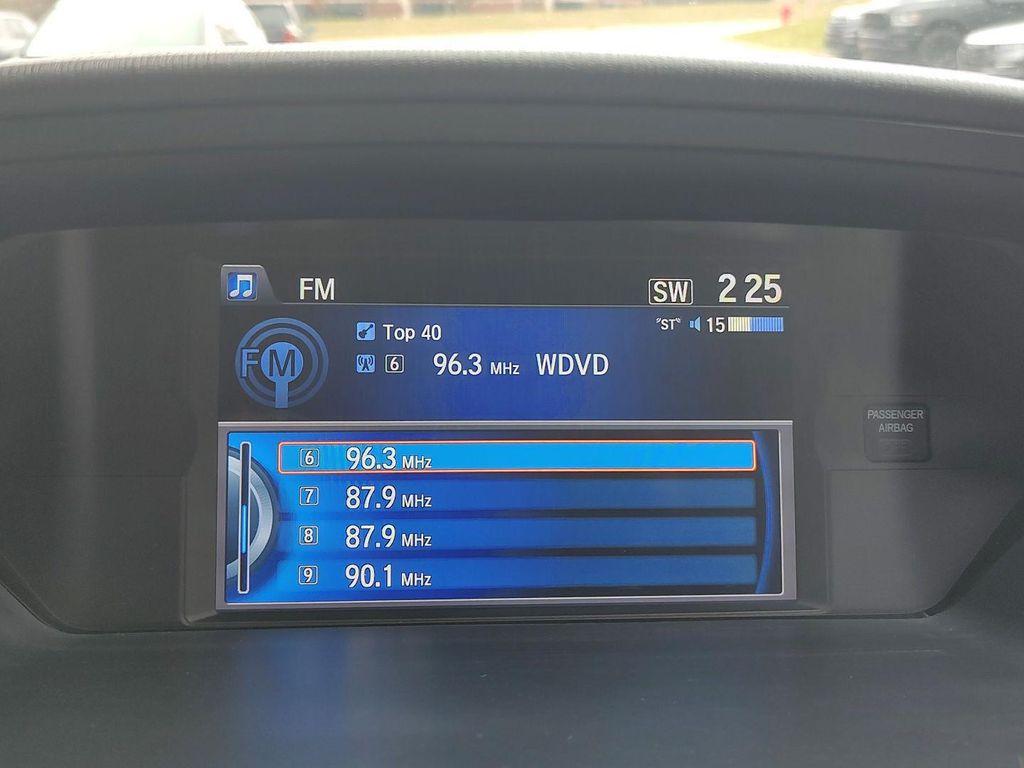 FM
SW
2 25
"ST" 15
FM
Top 40
6 96.3 MHz WDVD
6 96.3 MHz
7 87.9 MHz
8 87.9 MHz
9 90.1 MHz
PASSENGER
AIRBAG